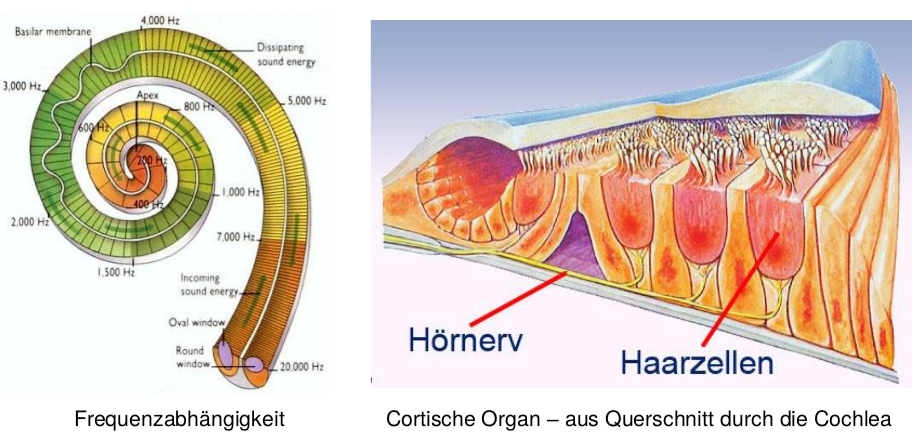 4,000 Hz
Basilar membrane
Dissipating
sound energy
3,000 Hz
Apex
5,000 Hz
800 Hz
600 Hz
200 Hz
1,000 Hz
400 Hz
2,000 Hz
7,000 Hz
1,500 Hz
Incoming
sound energy
Oval window
Round
window
20,000 Hz
Hörnerv
Haarzellen
Frequenzabhängigkeit
Cortische Organ – aus Querschnitt durch die Cochlea